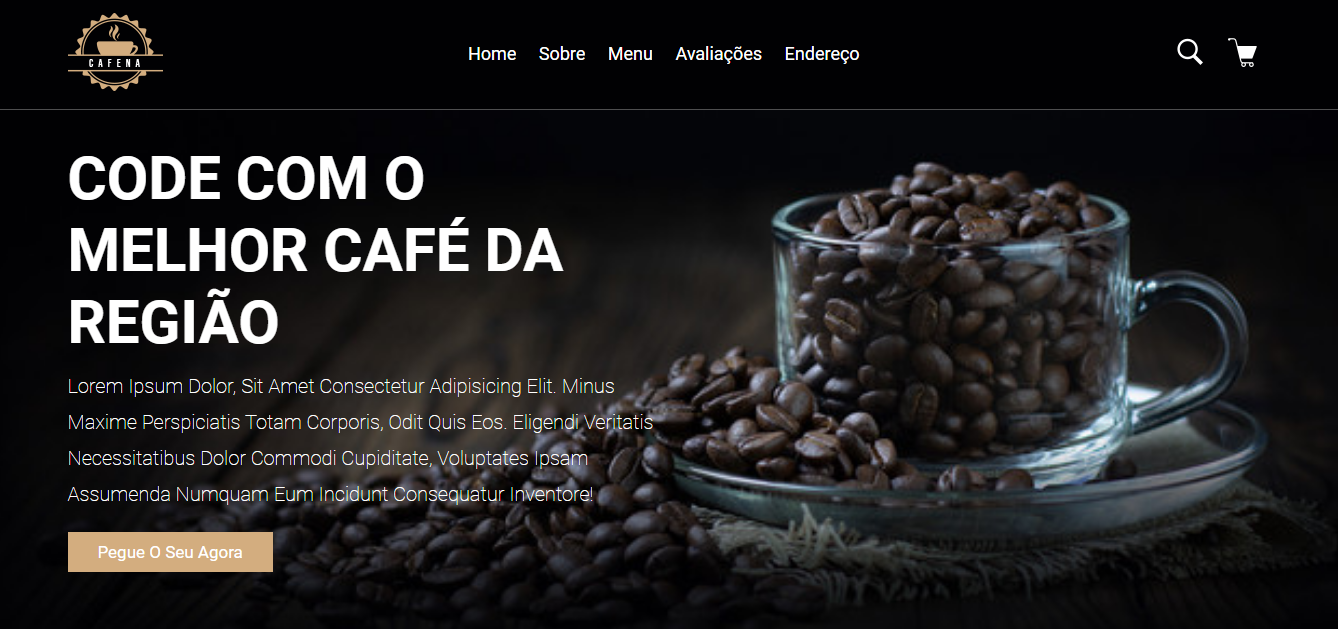 CAFENA
Home Sobre Menu Avaliações Endereço
CODE COM O
MELHOR CAFÉ DA
REGIÃO
Lorem Ipsum Dolor, Sit Amet Consectetur Adipisicing Elit. Minus
Maxime Perspiciatis Totam Corporis, Odit Quis Eos. Eligendi Veritatis
Necessitatibus Dolor Commodi Cupiditate, Voluptates Ipsam
Assumenda Numquam Eum Incidunt Consequatur Inventore!
Pegue O Seu Agora